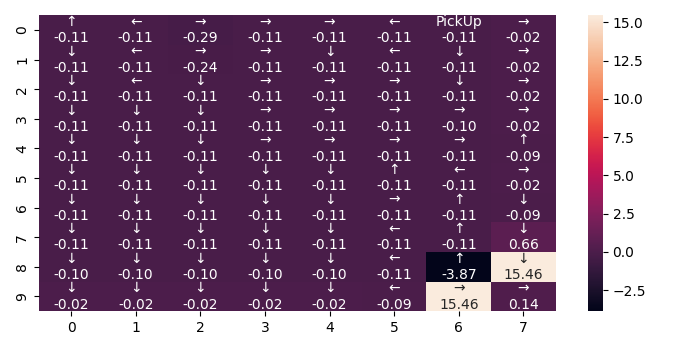 ↑ ← → → → ← PickUp →
0 -0.11 -0.11 -0.29 -0.11 -0.11 -0.11 -0.11 -0.02
↓ ← → → ↓ ← ↓ →
1 -0.11 -0.11 -0.24 -0.11 -0.11 -0.11 -0.11 -0.02
↓ ← ↓ → → → ↓ →
2 -0.11 -0.11 -0.11 -0.11 -0.11 -0.11 -0.11 -0.02
↓ ↓ ↓ → → → → →
3 -0.11 -0.11 -0.11 -0.11 -0.11 -0.11 -0.10 -0.02
↓ ↓ ↓ → → → → ↑
4 -0.11 -0.11 -0.11 -0.11 -0.11 -0.11 -0.11 -0.09
↓ ↓ ↓ ↓ ↓ ↑ ← →
5 -0.11 -0.11 -0.11 -0.11 -0.11 -0.11 -0.11 -0.02
↓ ↓ ↓ ↓ ↓ → ↑ ↓
6 -0.11 -0.11 -0.11 -0.11 -0.11 -0.11 -0.11 -0.09
↓ ↓ ↓ ↓ ↓ ← ↑ ↓
7 -0.11 -0.11 -0.11 -0.11 -0.11 -0.11 -0.11 0.66
↓ ↓ ↓ ↓ ↓ ← ↑ ↓
8 -0.10 -0.10 -0.10 -0.10 -0.10 -0.11 -3.87 15.46
↓ ↓ ↓ ↓ ↓ ← → →
9 -0.02 -0.02 -0.02 -0.02 -0.02 -0.09 15.46 0.14
0 1 2 3 4 5 6 7
15.0
12.5
10.0
7.5
5.0
2.5
0.0
−2.5